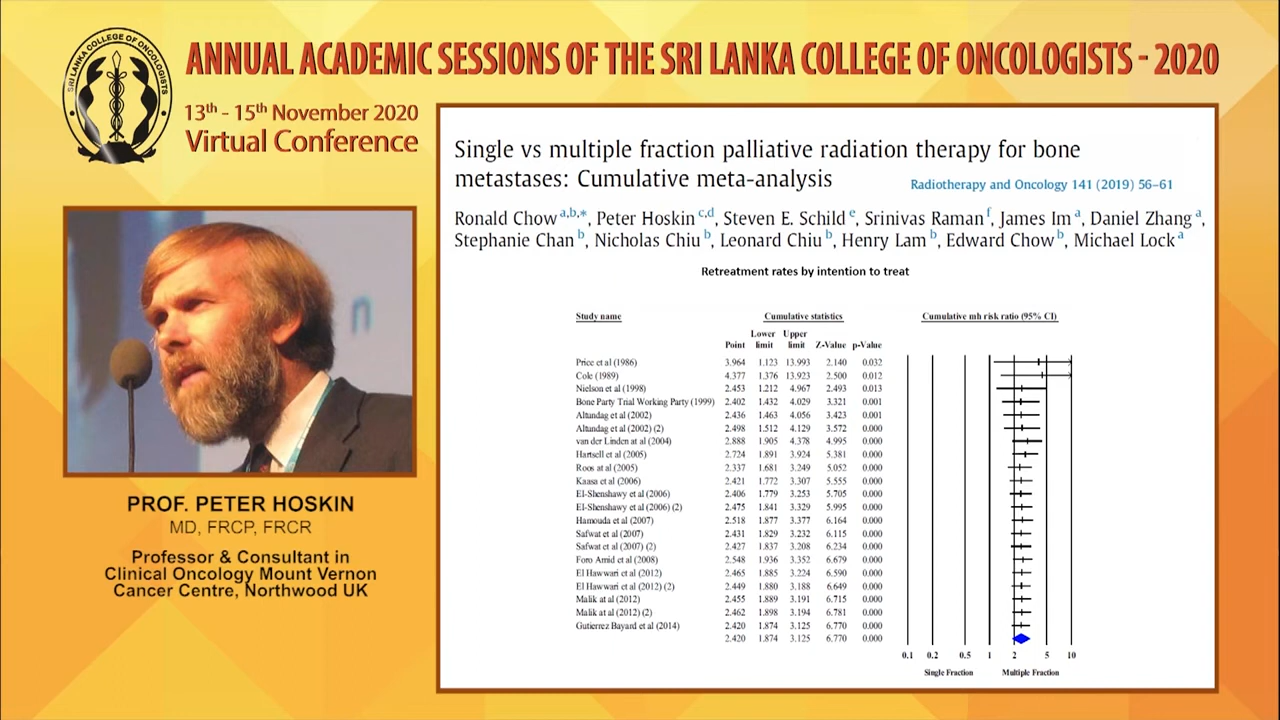 SRI LANKA COLLEGE OF ONCOLOGISTS
ANNUAL ACADEMIC SESSIONS OF THE SRI LANKA COLLEGE OF ONCOLOGISTS - 2020
13th - 15th November 2020
Virtual Conference
n
PROF. PETER HOSKIN
MD, FRCP, FRCR
Professor & Consultant in
Clinical Oncology Mount Vernon
Cancer Centre, Northwood UK
Single vs multiple fraction palliative radiation therapy for bone
metastases: Cumulative meta-analysis
Radiotherapy and Oncology 141 (2019) 56–61
Ronald Chow a,b,*, Peter Hoskin c,d, Steven E. Schild e, Srinivas Raman f, James Im a, Daniel Zhang a,
Stephanie Chan b, Nicholas Chiu b, Leonard Chiu b, Henry Lam b, Edward Chow b, Michael Lock a
Retreatment rates by intention to treat
Study name Cumulative statistics Cumulative mh risk ratio (95% CI)
Lower Upper
Point limit limit Z-Value p-Value
Price et al (1986) 3.964 1.123 13.993 2.140 0.032
Cole (1989) 4.377 1.376 13.923 2.500 0.012
Nielson et al (1998) 2.453 1.212 4.967 2.493 0.013
Bone Party Trial Working Party (1999) 2.402 1.432 4.029 3.321 0.001
Altundag et al (2002) 2.436 1.463 4.056 3.423 0.001
Altundag et al (2002) (2) 2.498 1.512 4.129 3.572 0.000
van der Linden at al (2004) 2.888 1.905 4.378 4.995 0.000
Hartsell et al (2005) 2.724 1.891 3.924 5.381 0.000
Roos at al (2005) 2.337 1.681 3.249 5.052 0.000
Kaasa et al (2006) 2.421 1.772 3.307 5.555 0.000
El-Shenshawy et al (2006) 2.406 1.779 3.253 5.705 0.000
El-Shenshawy et al (2006) (2) 2.475 1.841 3.329 5.995 0.000
Hamouda et al (2007) 2.518 1.877 3.377 6.164 0.000
Safwat et al (2007) 2.431 1.829 3.232 6.115 0.000
Safwat et al (2007) (2) 2.427 1.837 3.208 6.234 0.000
Foro Arnid et al (2008) 2.548 1.936 3.352 6.679 0.000
El Hawwari et al (2012) 2.465 1.885 3.224 6.590 0.000
El Hawwari et al (2012) (2) 2.449 1.880 3.188 6.649 0.000
Malik at al (2012) 2.455 1.889 3.191 6.715 0.000
Malik at al (2012) (2) 2.462 1.898 3.194 6.781 0.000
Gutierrez Bayard et al (2014) 2.420 1.874 3.125 6.770 0.000
2.420 1.874 3.125 6.770 0.000
0.1 0.2 0.5 1 2 5 10
Single Fraction Multiple Fraction